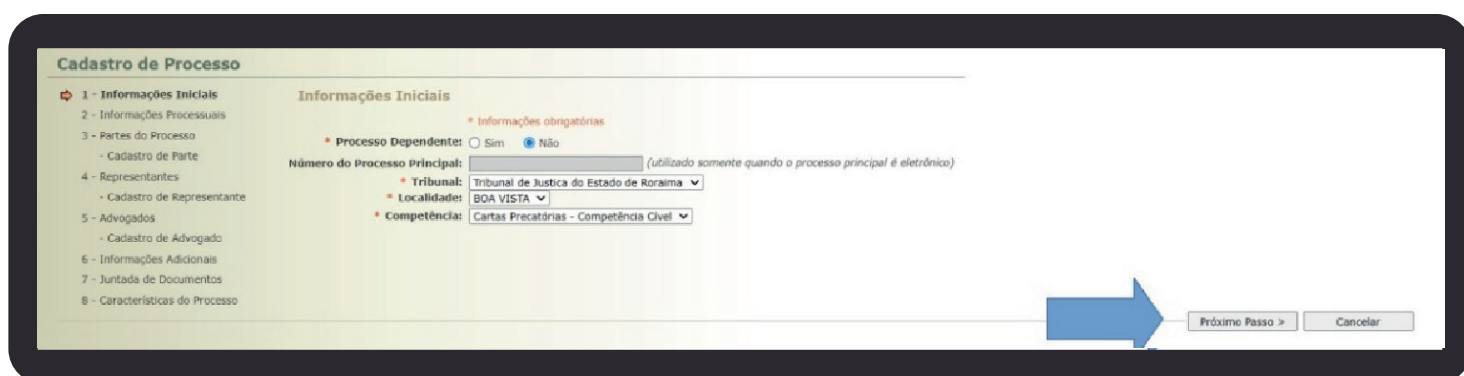 Cadastro de Processo
1 - Informações Iniciais
2 - Informações Processuais
3 - Partes do Processo
- Cadastro de Parte
4 - Representantes
- Cadastro de Representante
5 - Advogados
- Cadastro de Advogado
6 - Informações Adicionais
7 - Juntada de Documentos
8 - Características do Processo
Informações Iniciais
* Informações obrigatórias
* Processo Dependente: Sim Não
Número do Processo Principal: (utilizado somente quando o processo principal é eletrônico)
* Tribunal: Tribunal de Justica do Estado de Roraima
* Localidade: BOA VISTA
* Competência: Cartas Precatórias - Competência Cível
Próximo Passo > Cancelar